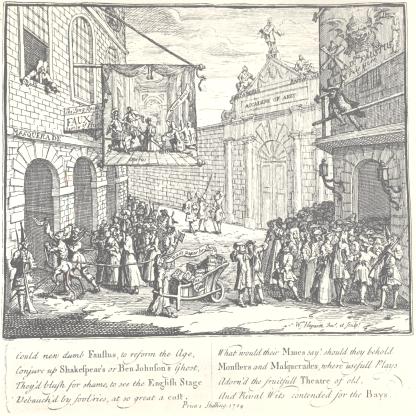 FAUX
ACCADEMY OF ARTS
W. Hogarth Inv. et Sculp.
Could new dumb Faustus, to reform the Age,
Conjure up Shakespear's or Ben Johnson's Ghost,
They'd blush for shame, to see the English Stage
Debauch'd by fool'ries, at so great a cost.
What would their Manes say? should they behold
Monsters and Masquerades, where usefull Plays
Adorn'd the fruitfull Theatre of old,
And Rival Wits contended for the Bays.
Price 1 Shilling 1724